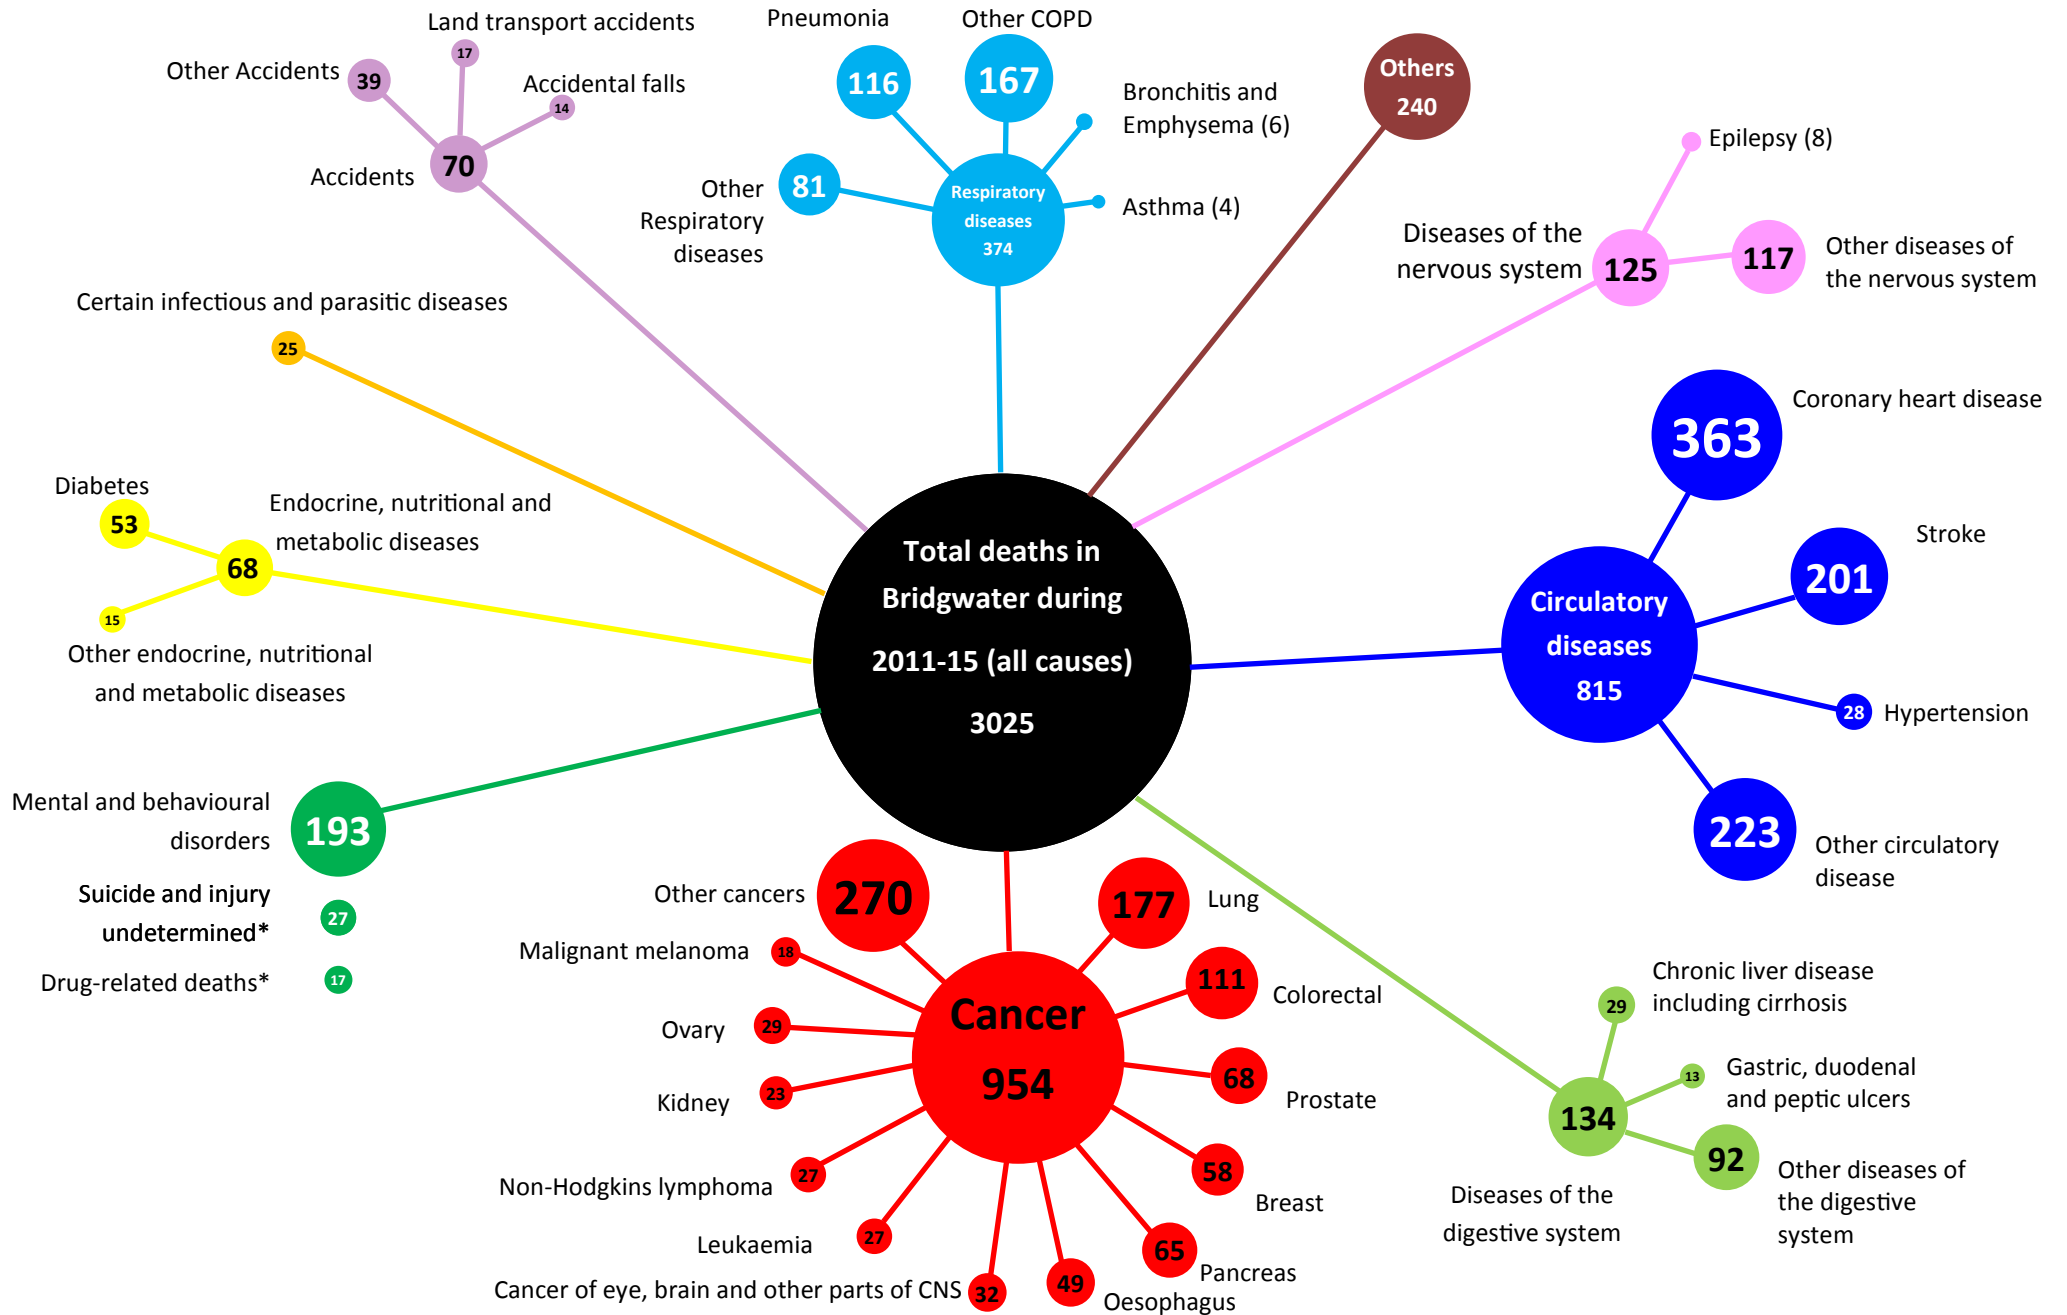 Land transport accidents
17
Other Accidents
39
Accidental falls
14
Accidents
70
Pneumonia
116
Other COPD
167
Bronchitis and
Emphysema (6)
Asthma (4)
Other
Respiratory
diseases
81
Respiratory
diseases
374
Others
240
Epilepsy (8)
Diseases of the
nervous system
125
117
Other diseases of
the nervous system
Certain infectious and parasitic diseases
25
Diabetes
53
Endocrine, nutritional and
metabolic diseases
68
15
Other endocrine, nutritional
and metabolic diseases
Total deaths in
Bridgwater during
2011-15 (all causes)
3025
Coronary heart disease
363
Stroke
201
Circulatory
diseases
815
28
Hypertension
223
Other circulatory
disease
Mental and behavioural
disorders
193
Suicide and injury
undetermined*
27
Drug-related deaths*
17
Other cancers
270
177
Lung
Malignant melanoma
18
111
Colorectal
Ovary
29
Cancer
954
Kidney
23
68
Prostate
Non-Hodgkins lymphoma
27
58
Breast
Leukaemia
27
65
Pancreas
Cancer of eye, brain and other parts of CNS
32
49
Oesophagus
Chronic liver disease
including cirrhosis
29
13
Gastric, duodenal
and peptic ulcers
134
92
Other diseases of
the digestive
system
Diseases of the
digestive system